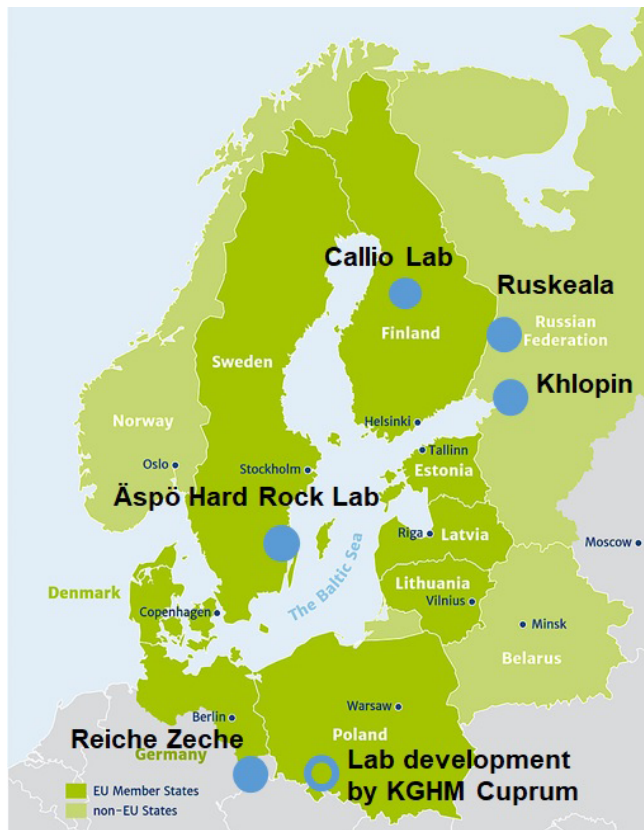 Callio Lab
Ruskeala
Finland
Russian
Federation
Sweden
Khlopin
Norway
Helsinki
Tallinn
Oslo
Stockholm
Estonia
Äspö Hard Rock Lab
Riga
Latvia
Moscow
The Baltic Sea
Lithuania
Denmark
Vilnius
Copenhagen
Minsk
Belarus
Warsaw
Berlin
Poland
Reiche Zeche
Germany
Lab development
by KGHM Cuprum
EU Member States
non-EU States